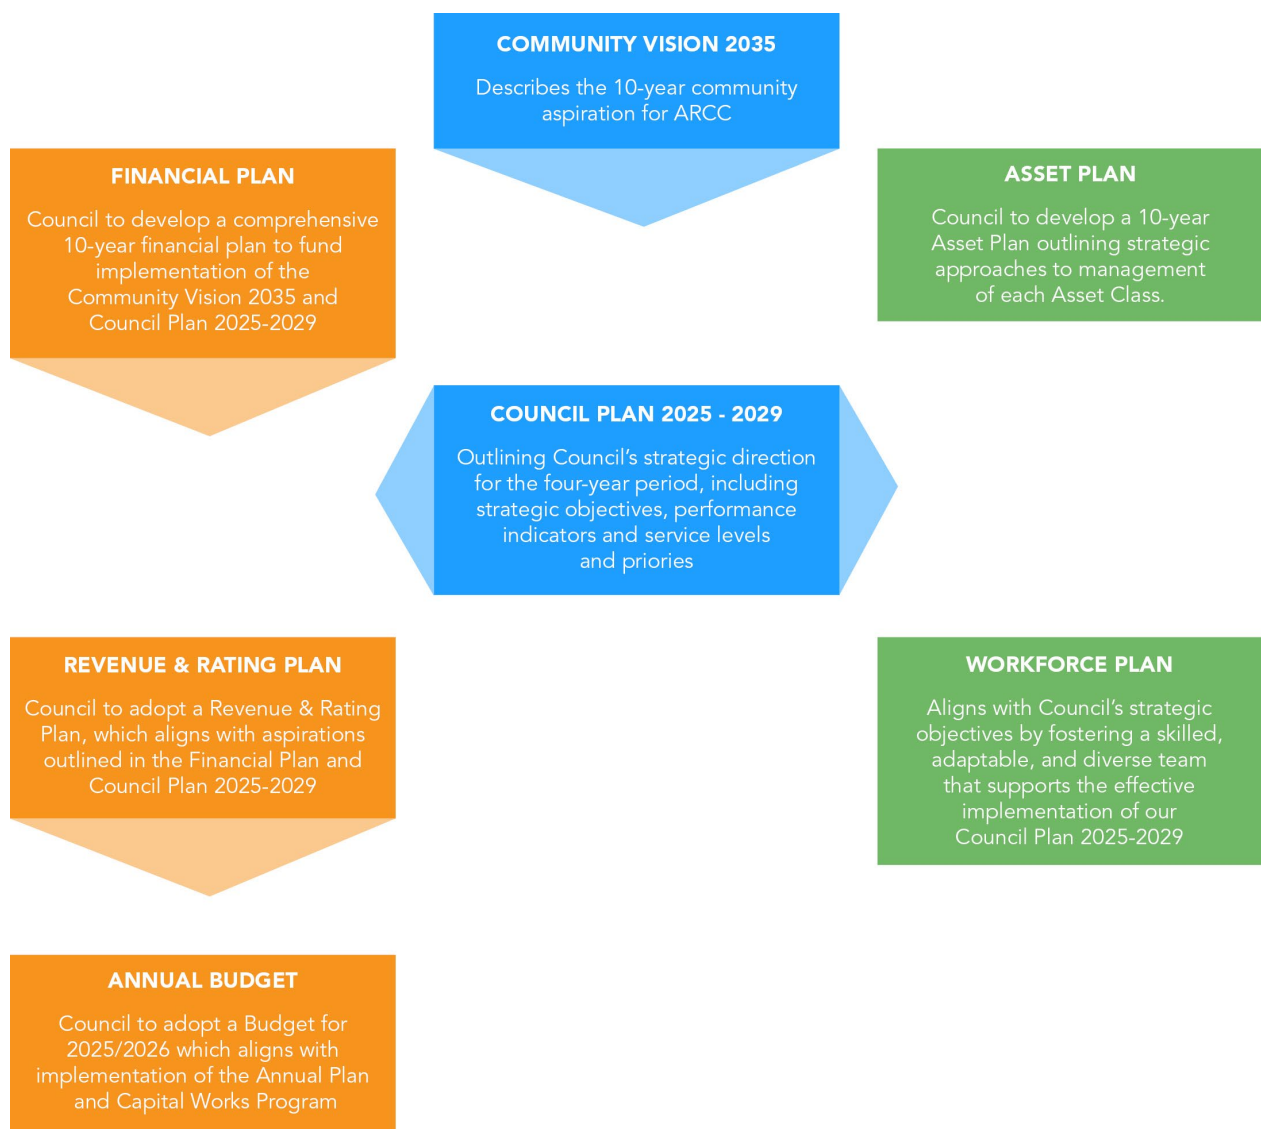 COMMUNITY VISION 2035
Describes the 10-year community
aspiration for ARCC
FINANCIAL PLAN
Council to develop a comprehensive
10-year financial plan to fund
implementation of the
Community Vision 2035 and
Council Plan 2025-2029
ASSET PLAN
Council to develop a 10-year
Asset Plan outlining strategic
approaches to management
of each Asset Class.
COUNCIL PLAN 2025 - 2029
Outlining Council’s strategic direction
for the four-year period, including
strategic objectives, performance
indicators and service levels
and priories
REVENUE & RATING PLAN
Council to adopt a Revenue & Rating
Plan, which aligns with aspirations
outlined in the Financial Plan and
Council Plan 2025-2029
WORKFORCE PLAN
Aligns with Council’s strategic
objectives by fostering a skilled,
adaptable, and diverse team
that supports the effective
implementation of our
Council Plan 2025-2029
ANNUAL BUDGET
Council to adopt a Budget for
2025/2026 which aligns with
implementation of the Annual Plan
and Capital Works Program